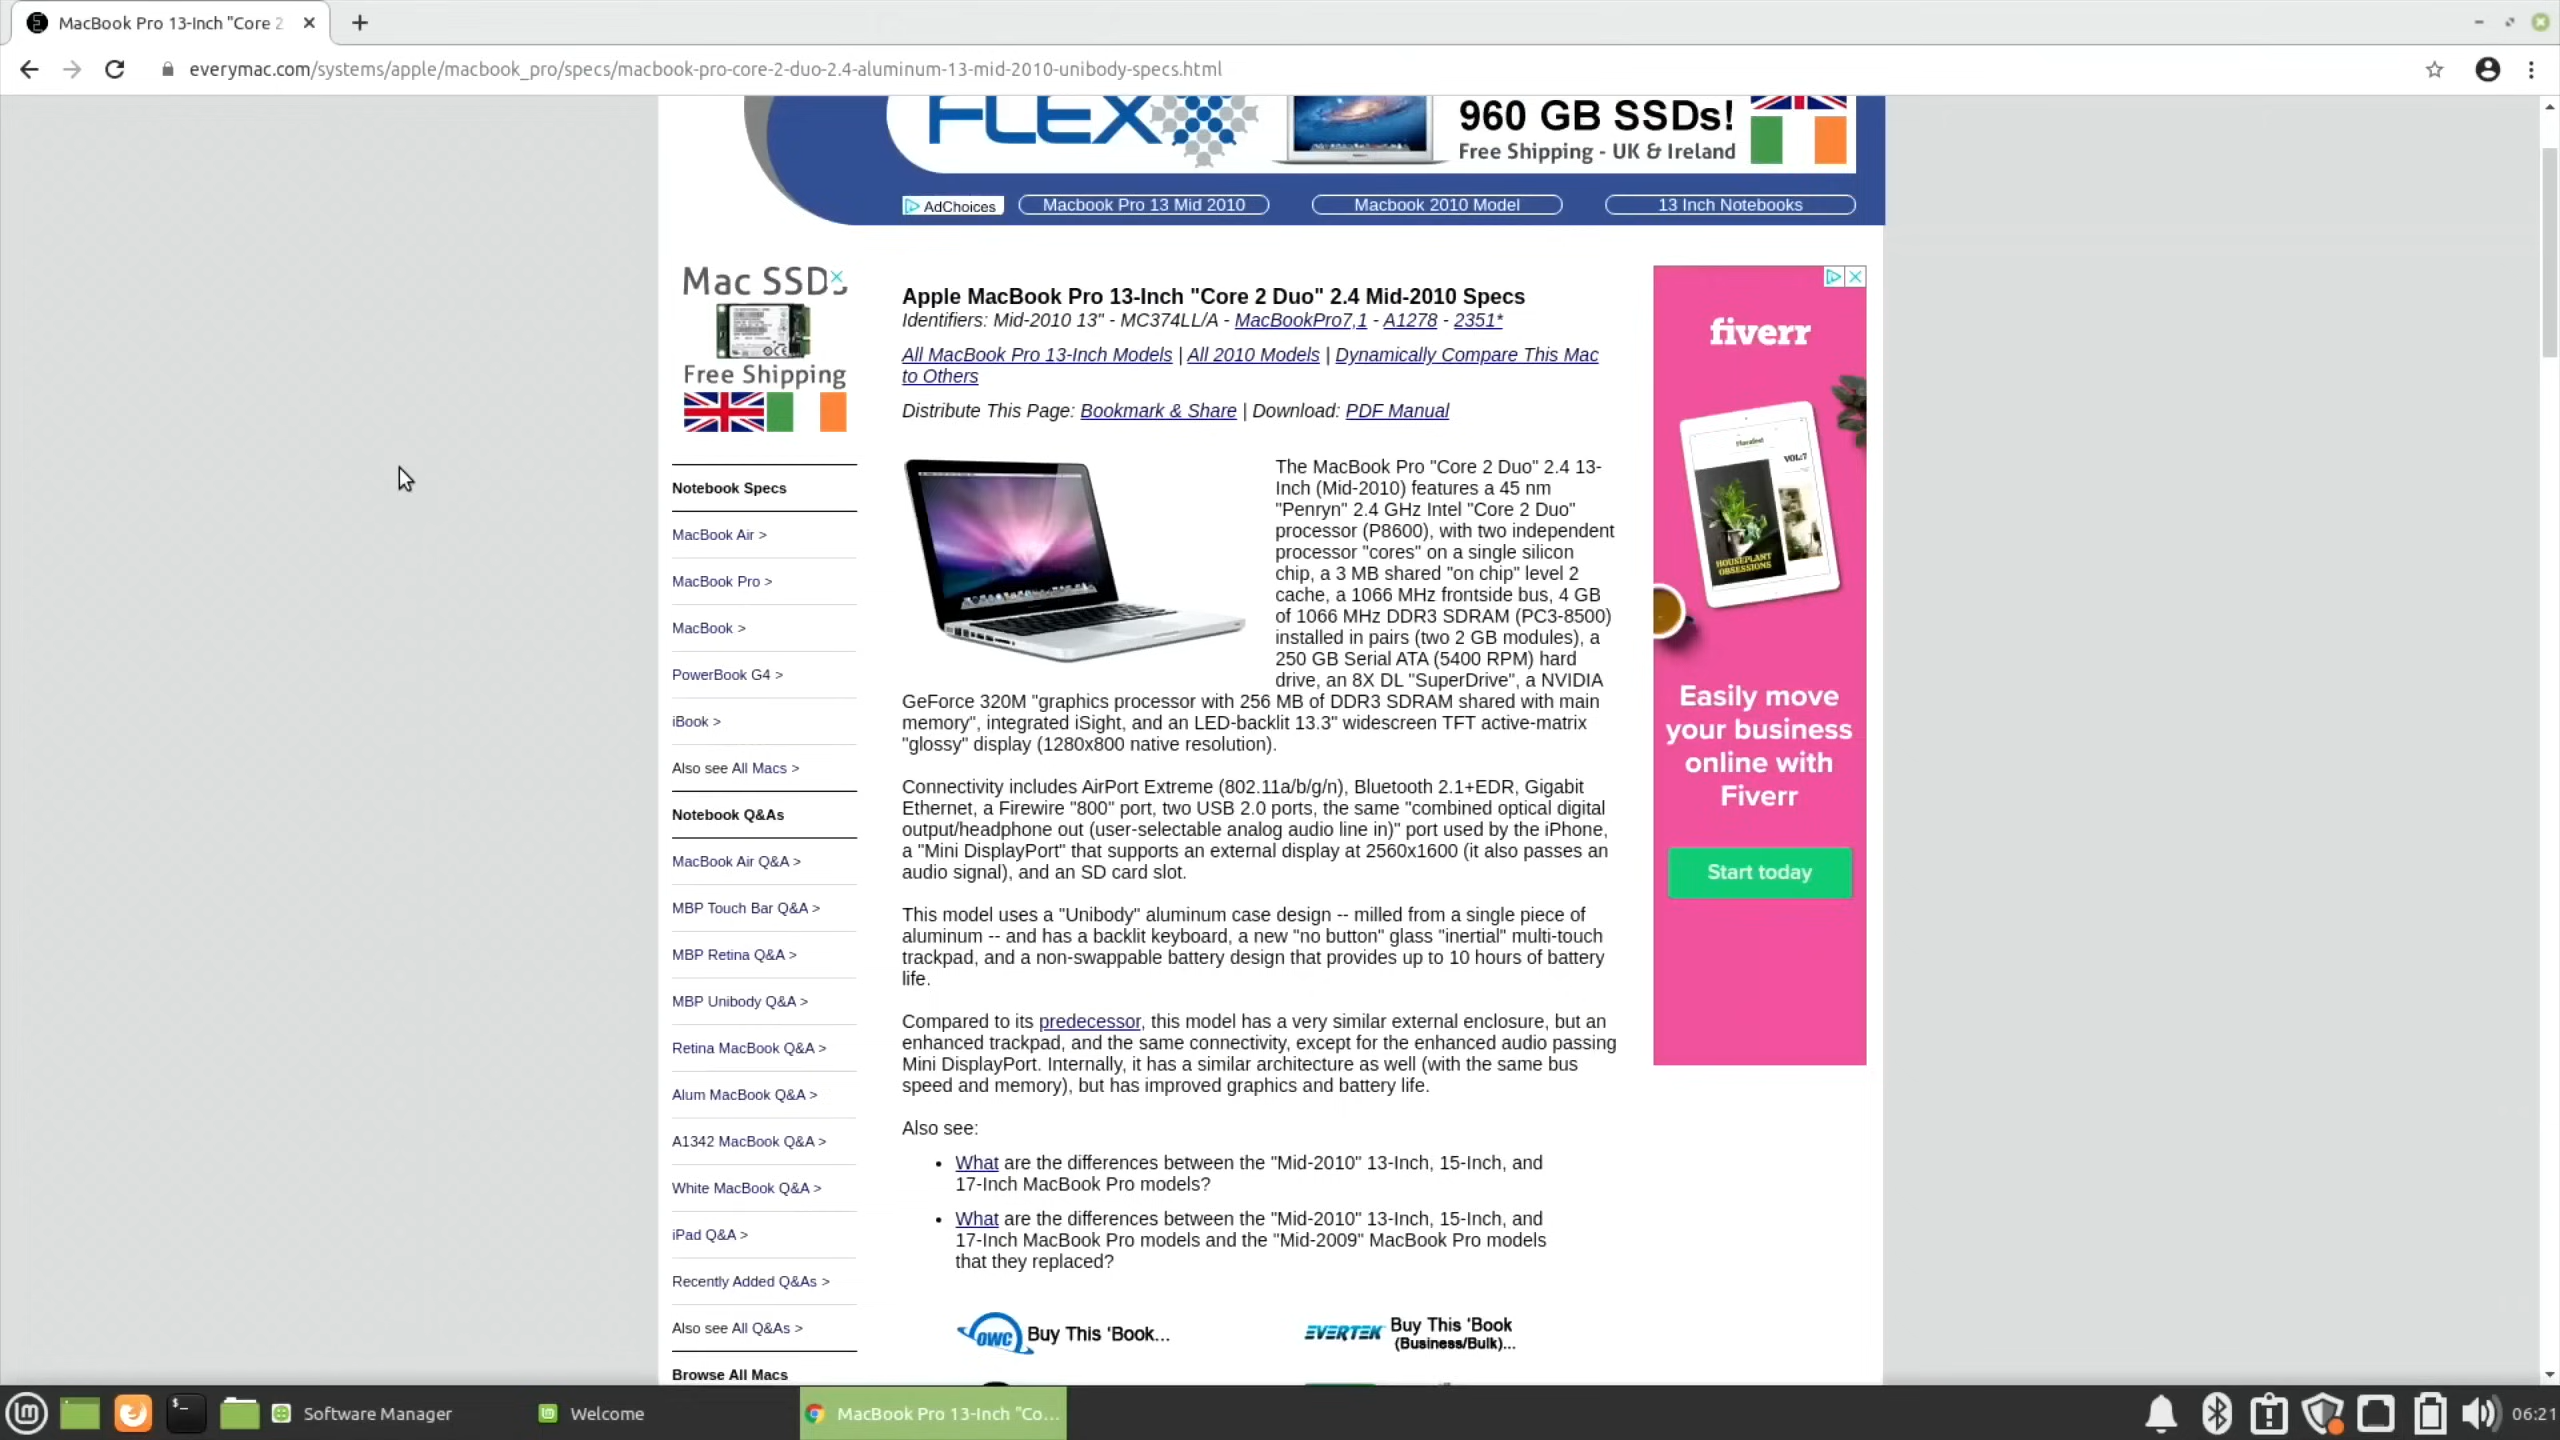 MacBook Pro 13-Inch "Core 2
everymac.com/systems/apple/macbook_pro/specs/macbook-pro-core-2-duo-2.4-aluminum-13-mid-2010-unibody-specs.html
FLEX
960 GB SSDs!
Free Shipping - UK & Ireland
AdChoices
Macbook Pro 13 Mid 2010
Macbook 2010 Model
13 Inch Notebooks
Mac SSDs
Free Shipping
Notebook Specs
MacBook Air >
MacBook Pro >
MacBook >
PowerBook G4 >
iBook >
Also see All Macs >
Notebook Q&As
MacBook Air Q&A >
MBP Touch Bar Q&A >
MBP Retina Q&A >
MBP Unibody Q&A >
Retina MacBook Q&A >
Alum MacBook Q&A >
A1342 MacBook Q&A >
White MacBook Q&A >
iPad Q&A >
Recently Added Q&As >
Also see All Q&As >
Browse All Macs
Apple MacBook Pro 13-Inch "Core 2 Duo" 2.4 Mid-2010 Specs
Identifiers: Mid-2010 13" - MC374LL/A - MacBookPro7,1 - A1278 - 2351*
All MacBook Pro 13-Inch Models | All 2010 Models | Dynamically Compare This Mac
to Others
Distribute This Page: Bookmark & Share | Download: PDF Manual
The MacBook Pro "Core 2 Duo" 2.4 13-
Inch (Mid-2010) features a 45 nm
"Penryn" 2.4 GHz Intel "Core 2 Duo"
processor (P8600), with two independent
processor "cores" on a single silicon
chip, a 3 MB shared "on chip" level 2
cache, a 1066 MHz frontside bus, 4 GB
of 1066 MHz DDR3 SDRAM (PC3-8500)
installed in pairs (two 2 GB modules), a
250 GB Serial ATA (5400 RPM) hard
drive, an 8X DL "SuperDrive", a NVIDIA
GeForce 320M "graphics processor with 256 MB of DDR3 SDRAM shared with main
memory", integrated iSight, and an LED-backlit 13.3" widescreen TFT active-matrix
"glossy" display (1280x800 native resolution).
Connectivity includes AirPort Extreme (802.11a/b/g/n), Bluetooth 2.1+EDR, Gigabit
Ethernet, a Firewire "800" port, two USB 2.0 ports, the same "combined optical digital
output/headphone out (user-selectable analog audio line in)" port used by the iPhone,
a "Mini DisplayPort" that supports an external display at 2560x1600 (it also passes an
audio signal), and an SD card slot.
This model uses a "Unibody" aluminum case design -- milled from a single piece of
aluminum -- and has a backlit keyboard, a new "no button" glass "inertial" multi-touch
trackpad, and a non-swappable battery design that provides up to 10 hours of battery
life.
Compared to its predecessor, this model has a very similar external enclosure, but an
enhanced trackpad, and the same connectivity, except for the enhanced audio passing
Mini DisplayPort. Internally, it has a similar architecture as well (with the same bus
speed and memory), but has improved graphics and battery life.
Also see:
• What are the differences between the "Mid-2010" 13-Inch, 15-Inch, and
17-Inch MacBook Pro models?
• What are the differences between the "Mid-2010" 13-Inch, 15-Inch, and
17-Inch MacBook Pro models and the "Mid-2009" MacBook Pro models
that they replaced?
OWC Buy This 'Book...
EVERTEK Buy This 'Book
(Business/Bulk)...
fiverr
VOL:7
HOUSEPLANT
OBSESSIONS
Easily move
your business
online with
Fiverr
Start today
Software Manager
Welcome
MacBook Pro 13-Inch "Co...
06:21